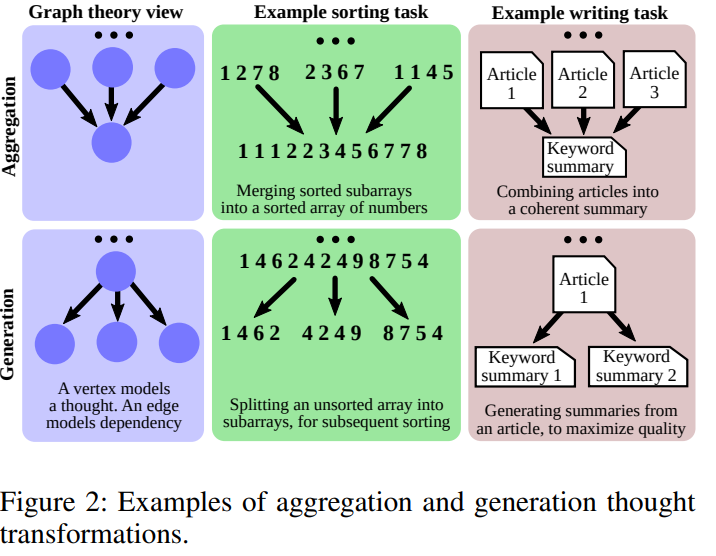 Graph theory view
Example sorting task
Example writing task
Aggregation
1 2 7 8 2 3 6 7 1 1 4 5
1 1 1 2 2 3 4 5 6 7 7 8
Merging sorted subarrays
into a sorted array of numbers
Article
1
Article
2
Article
3
Keyword
summary
Combining articles into
a coherent summary
Generation
A vertex models
a thought. An edge
models dependency
1 4 6 2 4 2 4 9 8 7 5 4
1 4 6 2 4 2 4 9 8 7 5 4
Splitting an unsorted array into
subarrays, for subsequent sorting
Article
1
Keyword
summary 1
Keyword
summary 2
Generating summaries from
an article, to maximize quality
Figure 2: Examples of aggregation and generation thought
transformations.